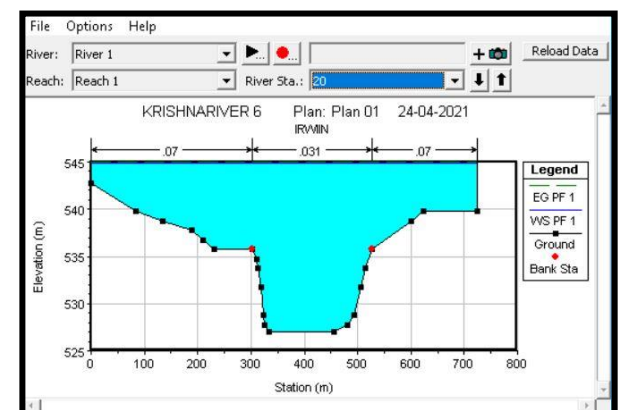 File Options Help
River: River 1 Reload Data
Reach: Reach 1 River Sta.: 20
KRISHNARIVER 6 Plan: Plan 01 24-04-2021
IRWIN
.07 .031 .07
Legend
EG PF 1
WS PF 1
Ground
Bank Sta
545
540
535
530
525
Elevation (m)
0 100 200 300 400 500 600 700 800
Station (m)